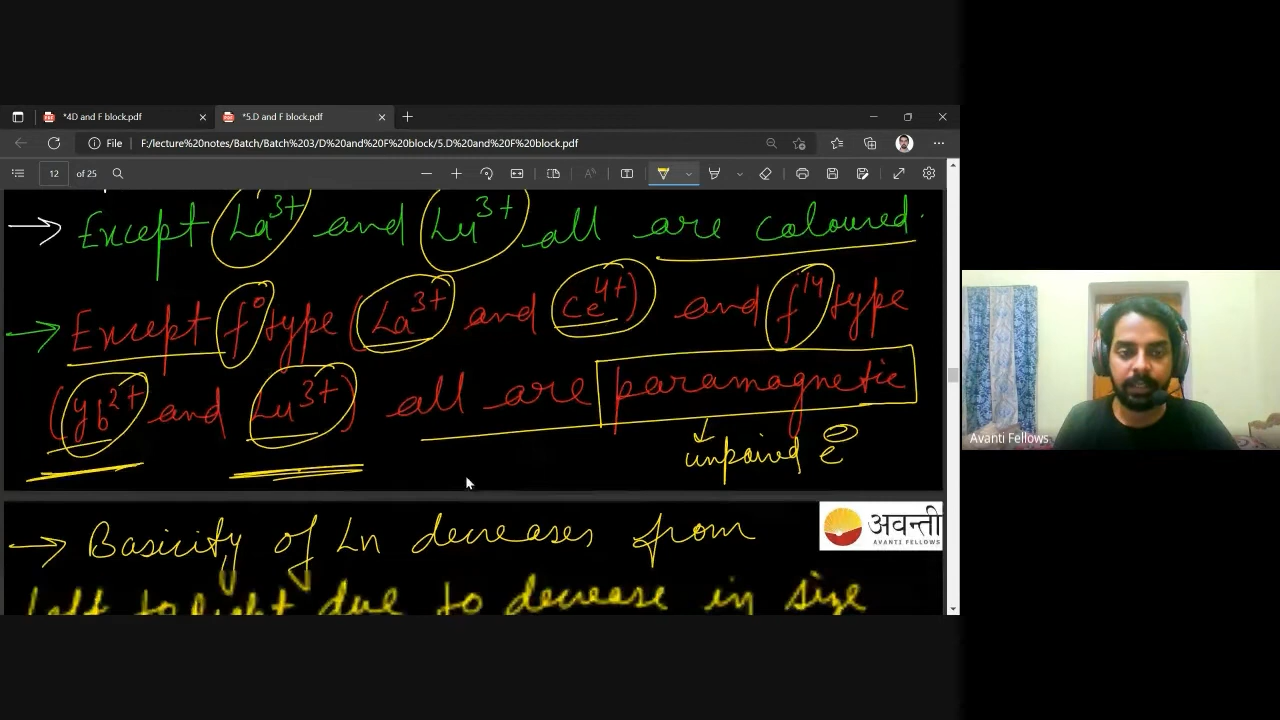 *4D and F block.pdf
*5.D and F block.pdf
File F:/lecture%20notes/Batch/Batch%203/D%20and%20F%20block/5.D%20and%20F%20block.pdf
12 of 25
→ Except La³⁺ and Lu³⁺ all are coloured.
→ Except f⁰ type (La³⁺ and Ce⁴⁺) and f¹⁴ type
(Yb²⁺ and Lu³⁺) all are paramagnetic
unpaired e⊖
→ Basicity of Ln decreases from
left to right due to decrease in size
अवन्ती
AVANTI FELLOWS
Avanti Fellows